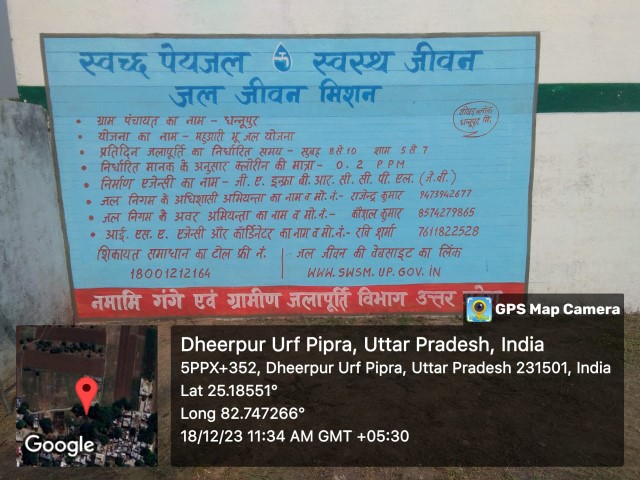 स्वच्छ पेयजल स्वस्थ जीवन
जल जीवन मिशन
• ग्राम पंचायत का नाम - धन्नूपुर
• योजना का नाम - महुआरी भू जल योजना
• प्रतिदिन जलापूर्ति का निर्धारित समय - सुबह 8 से 10 शाम 5 से 7
• निर्धारित मानक के अनुसार क्लोरीन की मात्रा - 0.2 PPM
• निर्माण एजेन्सी का नाम - जी. ए. इन्फ्रा बी. आर. सी. सी. पी. एल. (जे. बी.)
• जल निगम के अधिशासी अभियन्ता का नाम व मो.नं.- राजेन्द्र कुमार 9473942677
• जल निगम के अवर अभियन्ता का नाम व मो.नं.- कौशल कुमार 8574279865
• आई. एस. ए. एजेन्सी और कॉर्डिनेटर का नाम व मो.नं.- रवि शर्मा 7611822528
शिकायत समाधान का टोल फ्री नं.
18001212164
जल जीवन की वेबसाइट का लिंक
WWW.SWSM.UP.GOV.IN
नमामि गंगे एवं ग्रामीण जलापूर्ति विभाग उत्तर
GPS Map Camera
Dheerpur Urf Pipra, Uttar Pradesh, India
5PPX+352, Dheerpur Urf Pipra, Uttar Pradesh 231501, India
Lat 25.18551°
Long 82.747266°
18/12/23 11:34 AM GMT +05:30
Google